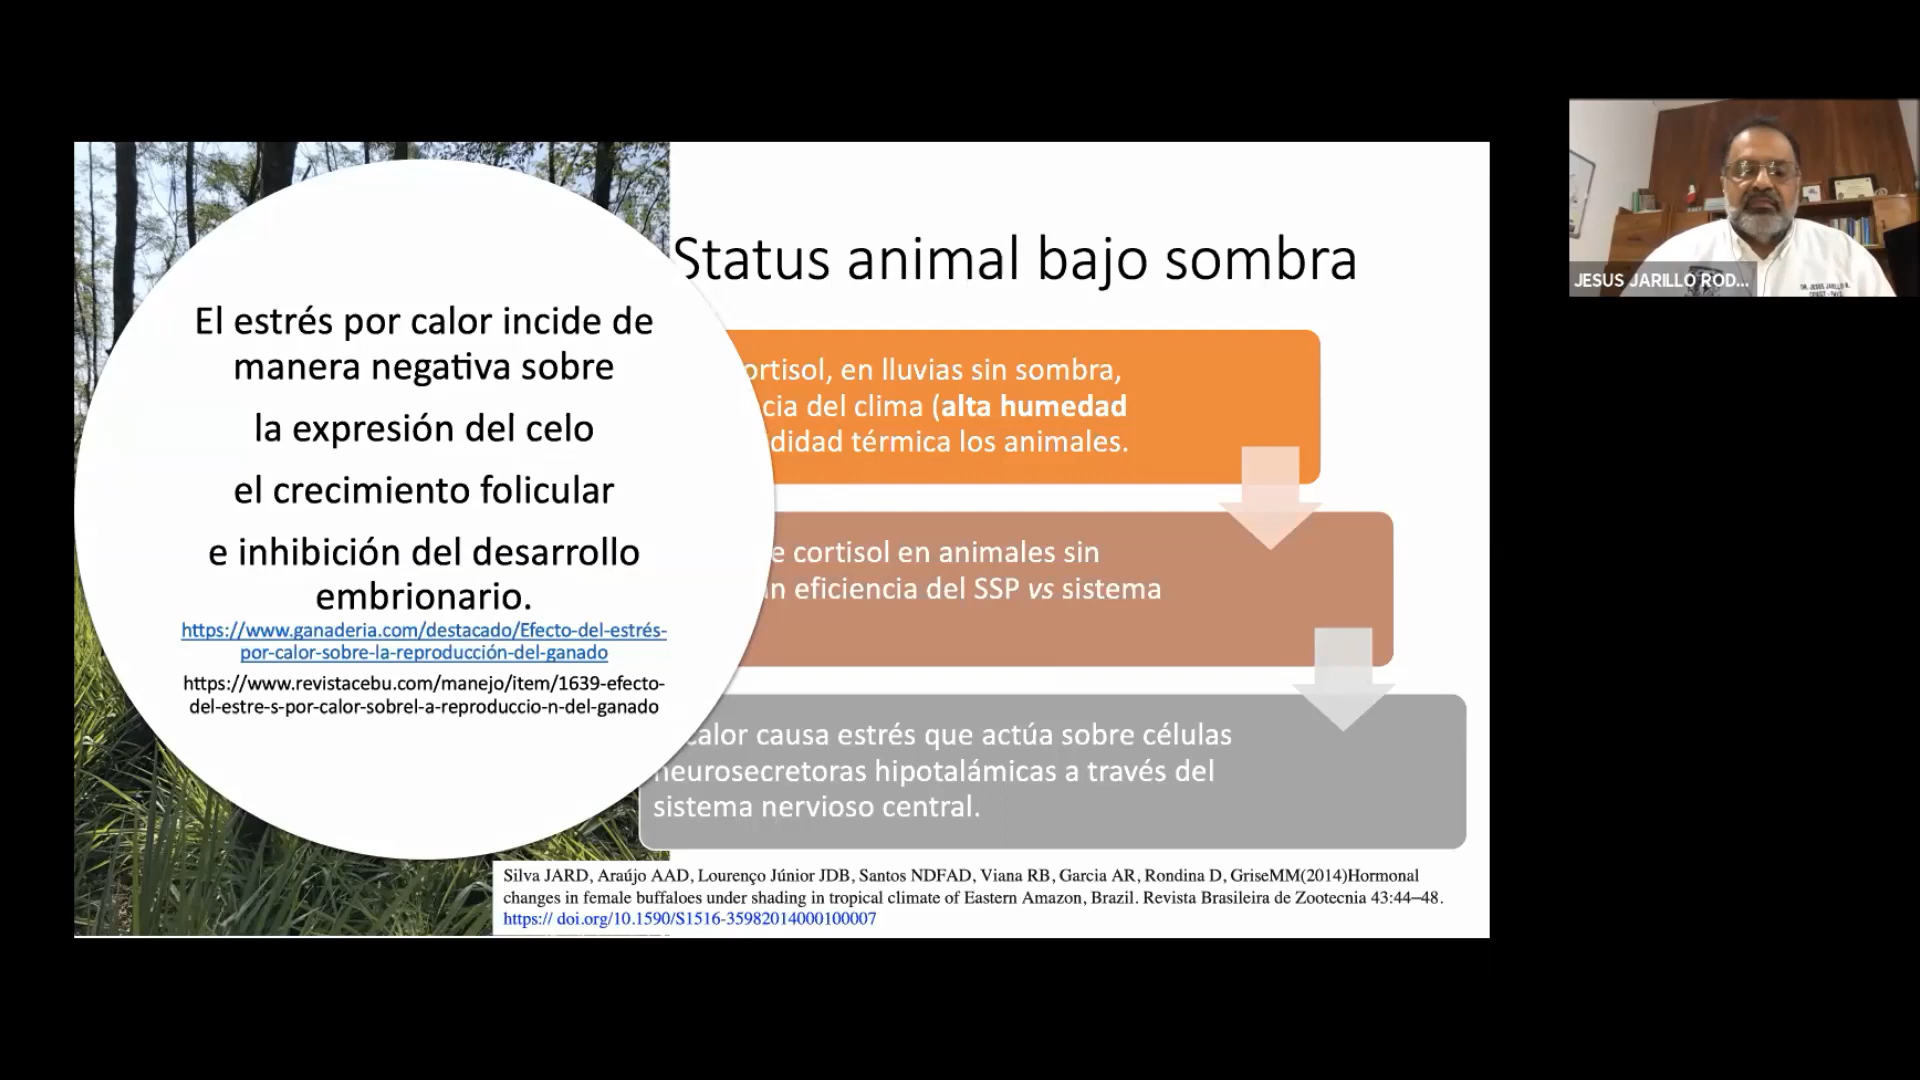 Status animal bajo sombra
El estrés por calor incide de
manera negativa sobre
la expresión del celo
el crecimiento folicular
e inhibición del desarrollo
embrionario.
https://www.ganaderia.com/destacado/Efecto-del-estrés-
por-calor-sobre-la-reproducción-del-ganado
https://www.revistacebu.com/manejo/item/1639-efecto-
del-estre-s-por-calor-sobrel-a-reproduccio-n-del-ganado
ortisol, en lluvias sin sombra,
cia del clima (alta humedad
didad térmica los animales.
e cortisol en animales sin
n eficiencia del SSP vs sistema
calor causa estrés que actúa sobre células
neurosecretoras hipotalámicas a través del
sistema nervioso central.
Silva JARD, Araújo AAD, Lourenço Júnior JDB, Santos NDFAD, Viana RB, Garcia AR, Rondina D, GriseMM(2014)Hormonal
changes in female buffaloes under shading in tropical climate of Eastern Amazon, Brazil. Revista Brasileira de Zootecnia 43:44–48.
https:// doi.org/10.1590/S1516-35982014000100007
JESUS JARILLO ROD...